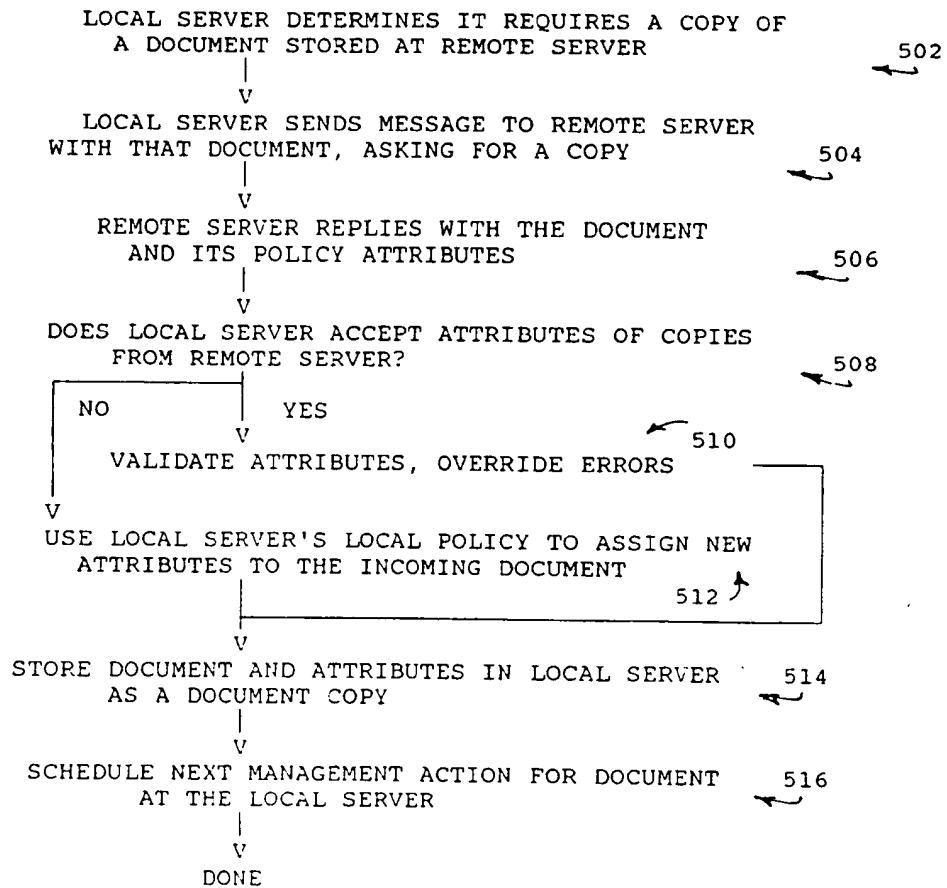 LOCAL SERVER DETERMINES IT REQUIRES A COPY OF
A DOCUMENT STORED AT REMOTE SERVER
502
V
LOCAL SERVER SENDS MESSAGE TO REMOTE SERVER
WITH THAT DOCUMENT, ASKING FOR A COPY
504
V
REMOTE SERVER REPLIES WITH THE DOCUMENT
AND ITS POLICY ATTRIBUTES
506
V
DOES LOCAL SERVER ACCEPT ATTRIBUTES OF COPIES
FROM REMOTE SERVER?
508
NO YES
V
510
VALIDATE ATTRIBUTES, OVERRIDE ERRORS
V
USE LOCAL SERVER'S LOCAL POLICY TO ASSIGN NEW
ATTRIBUTES TO THE INCOMING DOCUMENT
512
V
STORE DOCUMENT AND ATTRIBUTES IN LOCAL SERVER
AS A DOCUMENT COPY
514
V
SCHEDULE NEXT MANAGEMENT ACTION FOR DOCUMENT
AT THE LOCAL SERVER
516
V
DONE